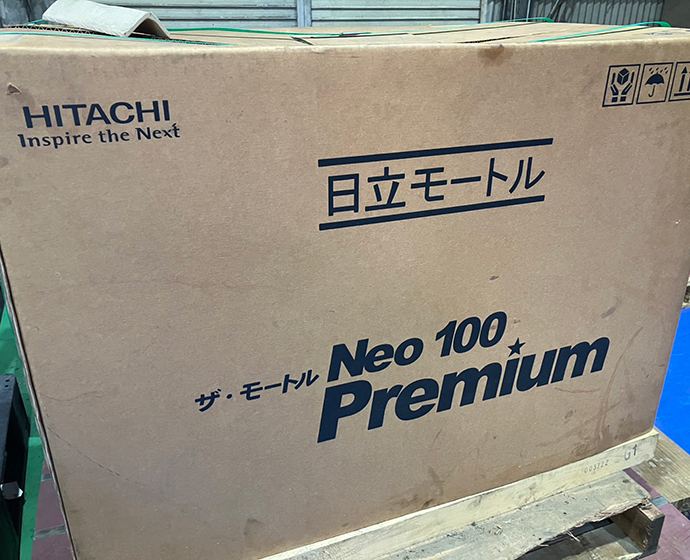 HITACHI
Inspire the Next
日立モートル
ザ・モートル Neo 100
Premium